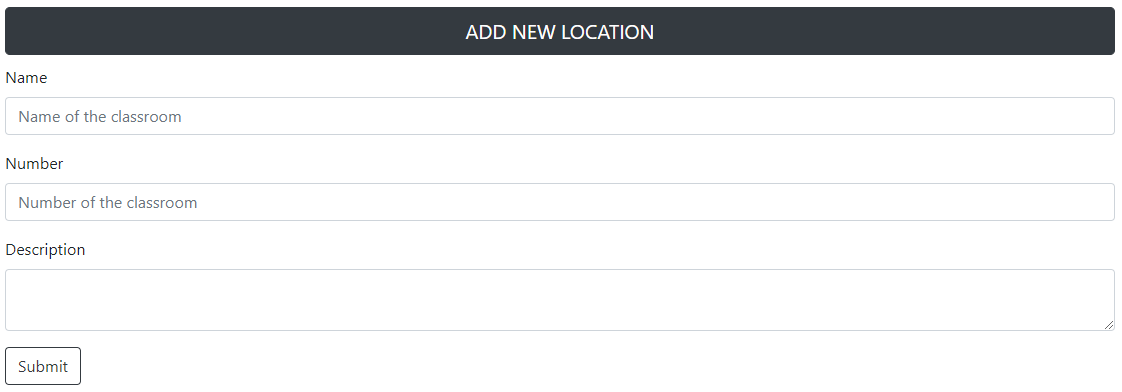 ADD NEW LOCATION
Name
Name of the classroom
Number
Number of the classroom
Description
Submit